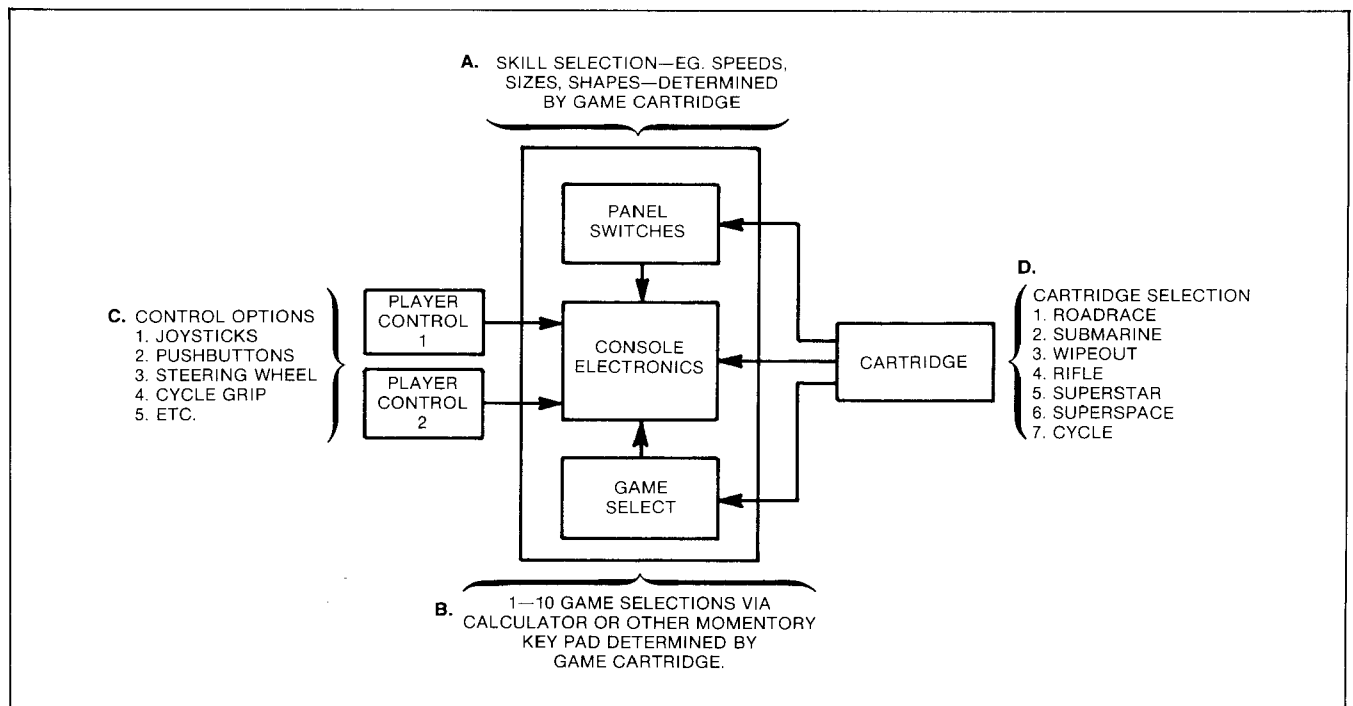 A. SKILL SELECTION—EG. SPEEDS,
SIZES, SHAPES—DETERMINED
BY GAME CARTRIDGE
PANEL
SWITCHES
C. CONTROL OPTIONS
1. JOYSTICKS
2. PUSHBUTTONS
3. STEERING WHEEL
4. CYCLE GRIP
5. ETC.
PLAYER
CONTROL
1
PLAYER
CONTROL
2
CONSOLE
ELECTRONICS
GAME
SELECT
CARTRIDGE
D.
CARTRIDGE SELECTION
1. ROADRACE
2. SUBMARINE
3. WIPEOUT
4. RIFLE
5. SUPERSTAR
6. SUPERSPACE
7. CYCLE
B. 1—10 GAME SELECTIONS VIA
CALCULATOR OR OTHER MOMENTORY
KEY PAD DETERMINED BY
GAME CARTRIDGE.